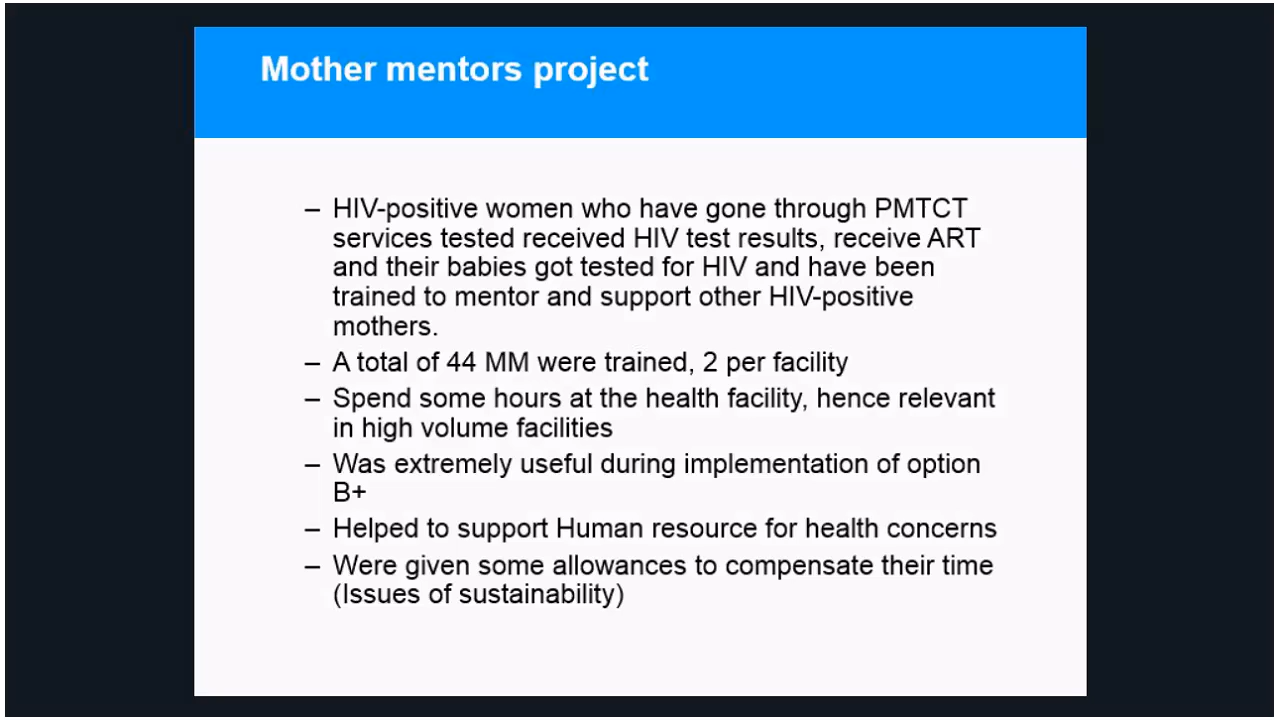 Mother mentors project
– HIV-positive women who have gone through PMTCT
services tested received HIV test results, receive ART
and their babies got tested for HIV and have been
trained to mentor and support other HIV-positive
mothers.
– A total of 44 MM were trained, 2 per facility
– Spend some hours at the health facility, hence relevant
in high volume facilities
– Was extremely useful during implementation of option
B+
– Helped to support Human resource for health concerns
– Were given some allowances to compensate their time
(Issues of sustainability)